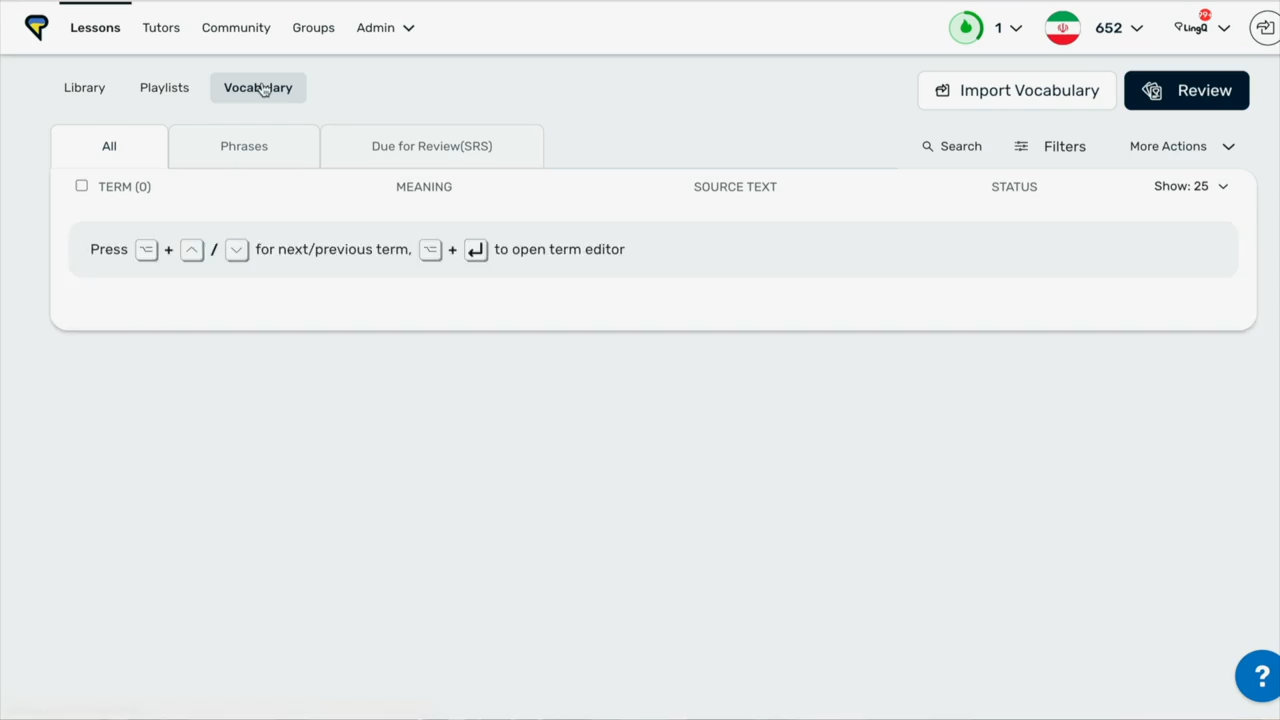 Lessons Tutors Community Groups Admin 1 652 99+ LingQ
Library Playlists Vocabulary Import Vocabulary Review
All Phrases Due for Review(SRS) Search Filters More Actions
TERM (0) MEANING SOURCE TEXT STATUS Show: 25
Press + / for next/previous term, + to open term editor
?